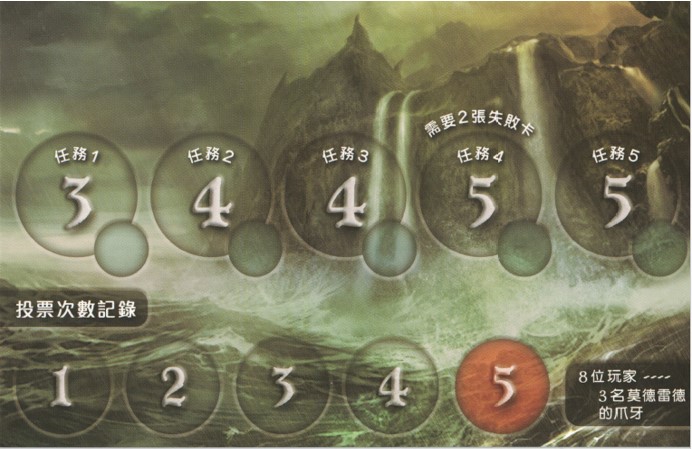 需要2張失敗卡
任務1 任務2 任務3 任務4 任務5
3 4 4 5 5
投票次數記錄
1 2 3 4 5
8位玩家 ----
3名莫德雷德
的爪牙